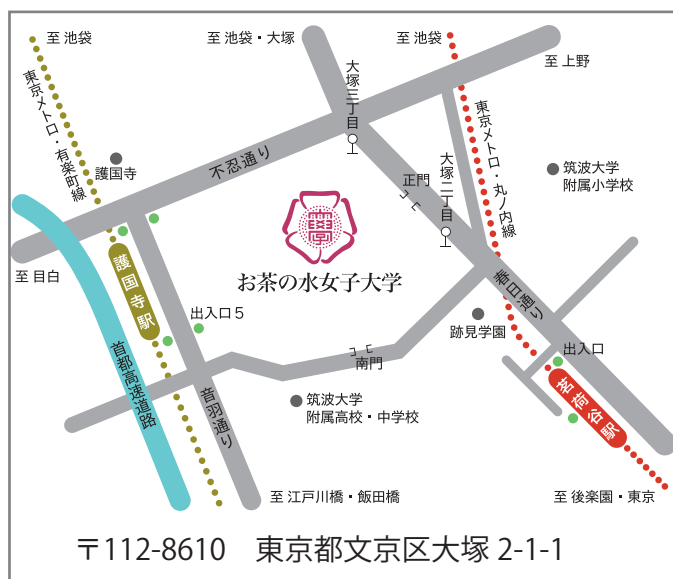 至 池袋
至 池袋・大塚
至 池袋
至 上野
大塚三丁目
東京メトロ・有楽町線
東京メトロ・丸ノ内線
護国寺
不忍通り
正門
大塚二丁目
筑波大学
附属小学校
お茶の水女子大学
至 目白
護国寺駅
出入口5
春日通り
跡見学園
出入口
首都高速道路
南門
音羽通り
筑波大学
附属高校・中学校
茗荷谷駅
至 江戸川橋・飯田橋
至 後楽園・東京
〒112-8610 東京都文京区大塚 2-1-1